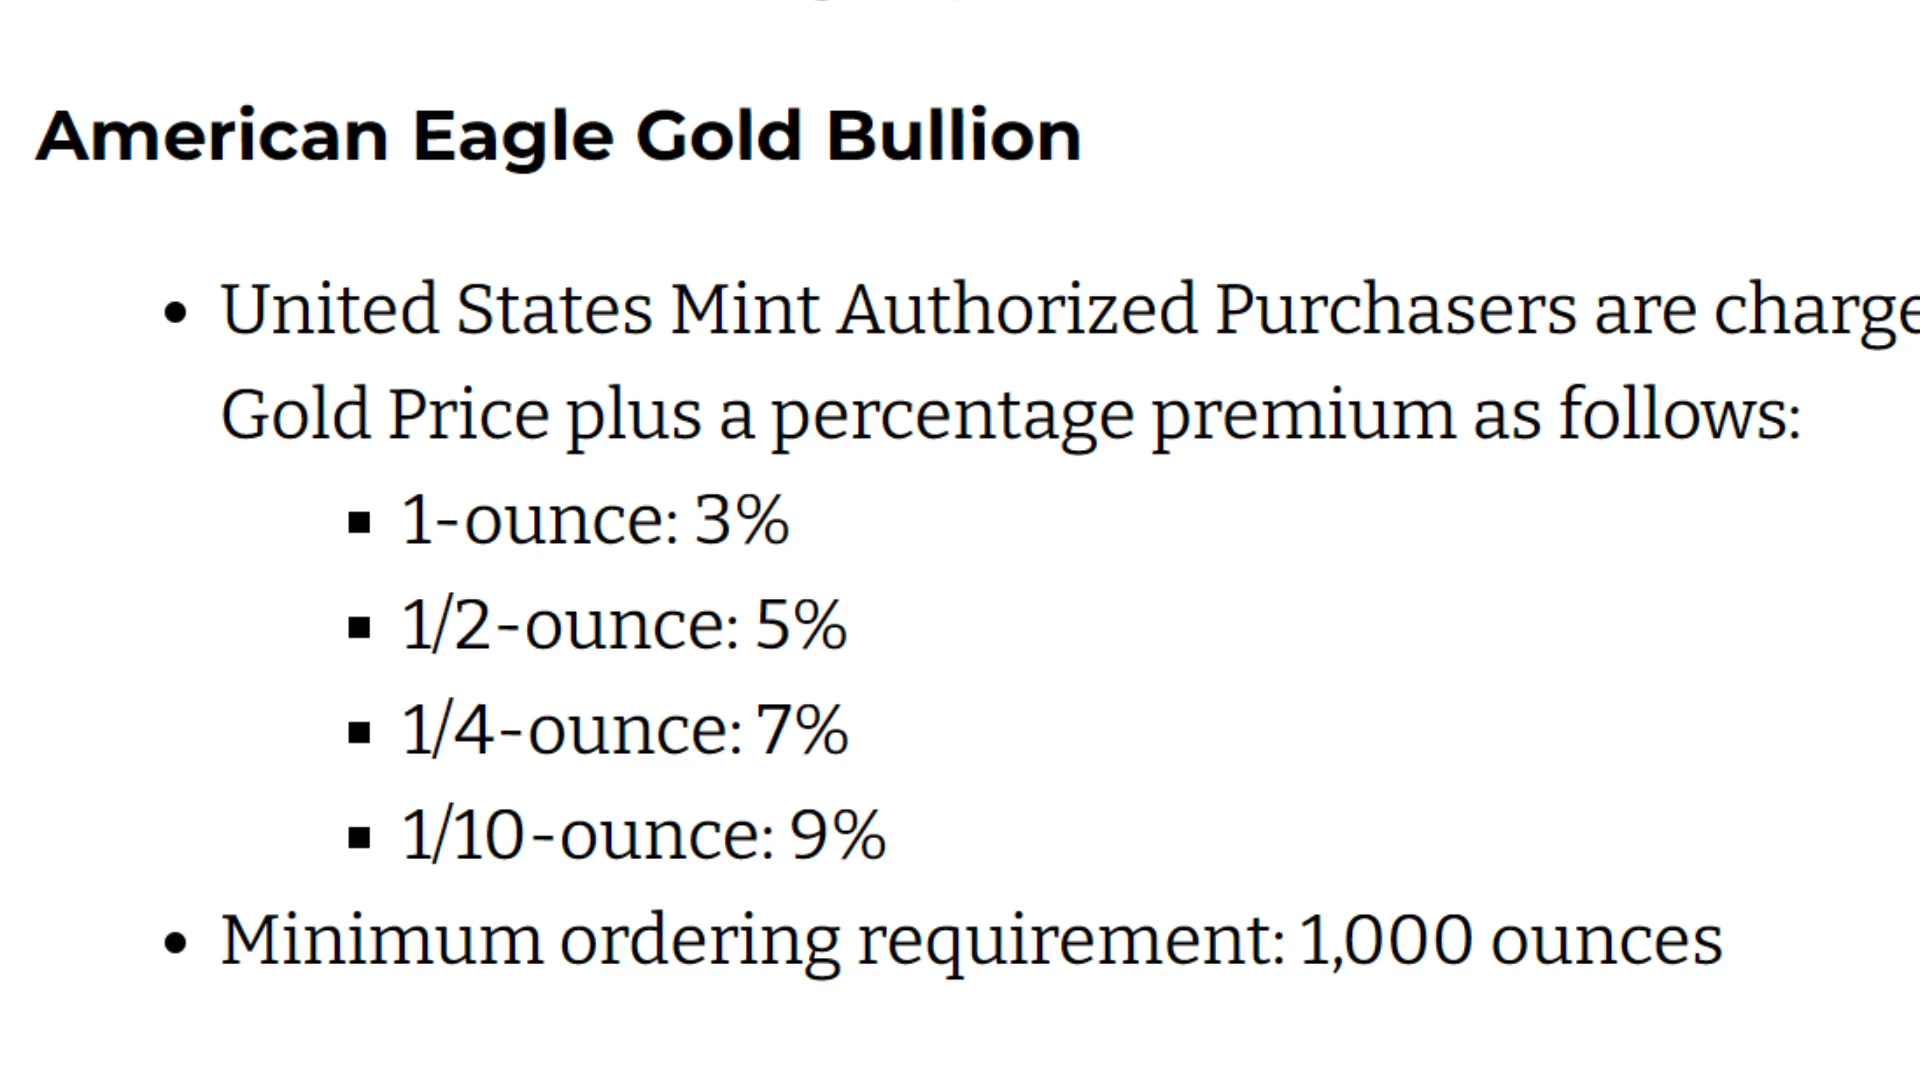 American Eagle Gold Bullion
United States Mint Authorized Purchasers are charge
Gold Price plus a percentage premium as follows:
1-ounce: 3%
1/2-ounce: 5%
1/4-ounce: 7%
1/10-ounce: 9%
Minimum ordering requirement: 1,000 ounces